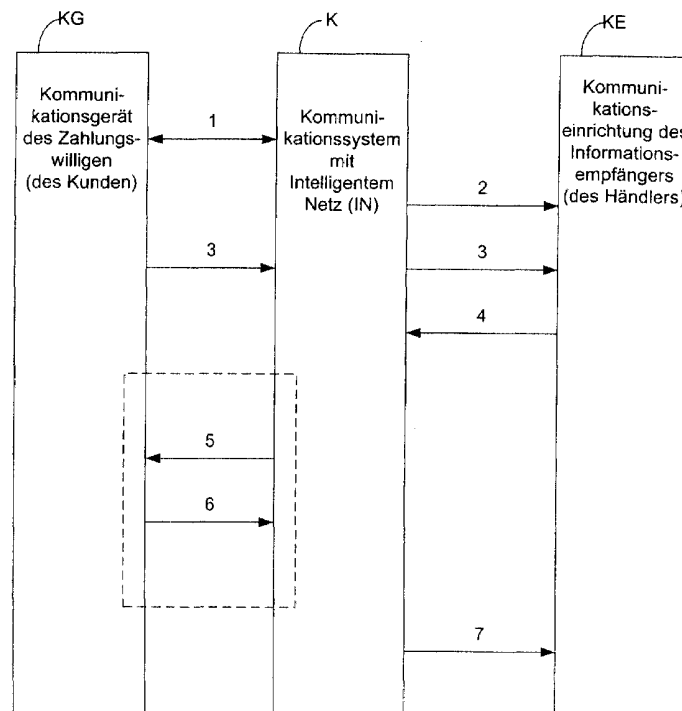 KG
K
KE
Kommuni-
kationsgerät
des Zahlungs-
willigen
(des Kunden)
Kommuni-
kationssystem
mit
Intelligentem
Netz (IN)
Kommuni-
kations-
einrichtung des
Informations-
empfängers
(des Händlers)
1
2
3
3
4
5
6
7